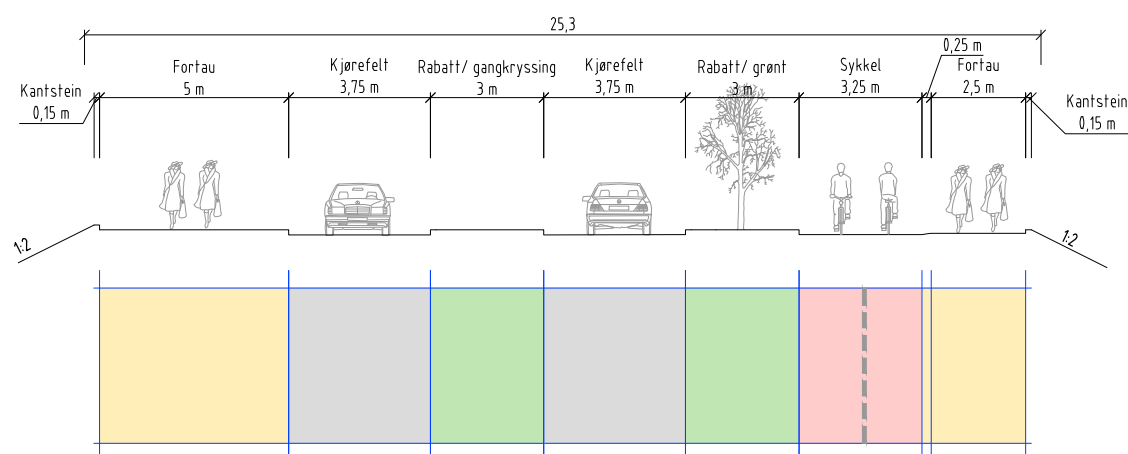 25,3
0,25 m
Fortau
5 m
Kjørefelt
3,75 m
Rabatt/ gangkryssing
3 m
Kjørefelt
3,75 m
Rabatt/ grønt
3 m
Sykkel
3,25 m
Fortau
2,5 m
Kantstein
0,15 m
Kantstein
0,15 m
1:2
1:2